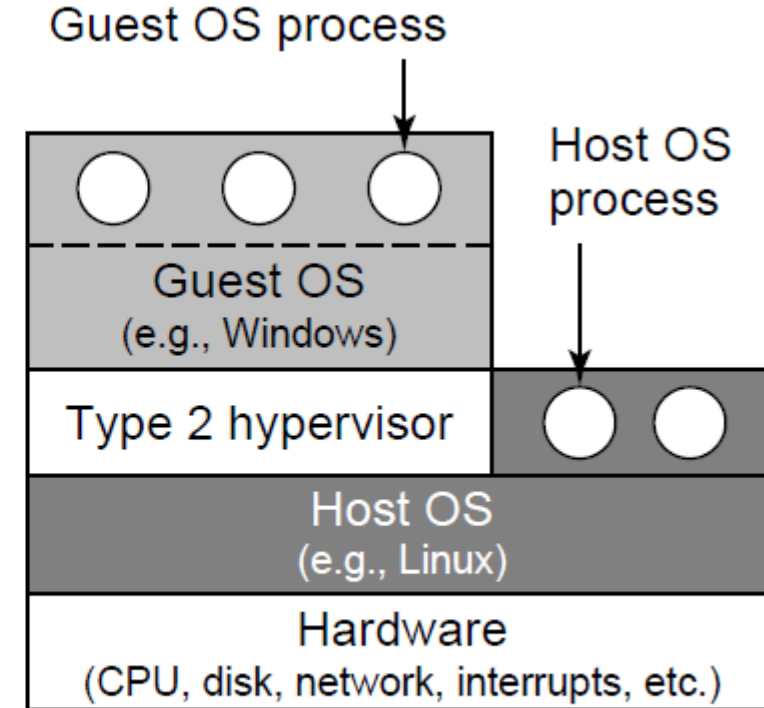 Guest OS process
Host OS
process
Guest OS
(e.g., Windows)
Type 2 hypervisor
Host OS
(e.g., Linux)
Hardware
(CPU, disk, network, interrupts, etc.)